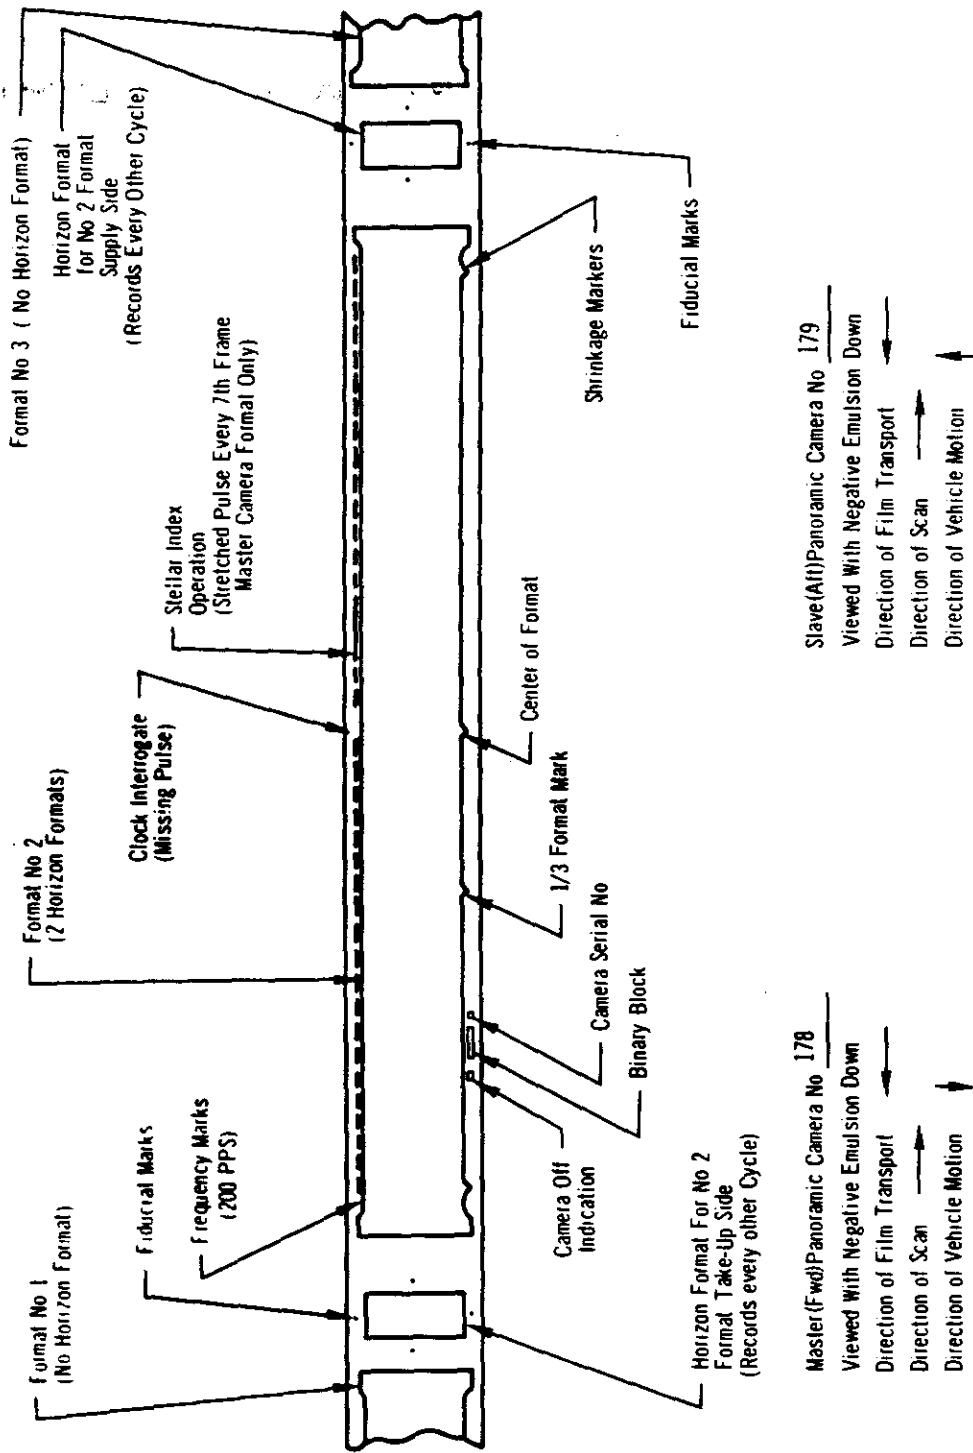 Format No 1
(No Horizon Format)
Fiducial Marks
Frequency Marks
(200 PPS)
Format No 2
(2 Horizon Formats)
Clock Interrogate
(Missing Pulse)
Stellar Index
Operation
(Stretched Pulse Every 7th Frame
Master Camera Format Only)
Format No 3 ( No Horizon Format)
Horizon Format
for No 2 Format
Supply Side
(Records Every Other Cycle)
Horizon Format For No 2
Format Take-Up Side
(Records every other Cycle)
Camera Off
Indication
Binary Block
Camera Serial No
1/3 Format Mark
Center of Format
Shrinkage Markers
Fiducial Marks
Master(Fwd)Panoramic Camera No 178
Viewed With Negative Emulsion Down
Direction of Film Transport
Direction of Scan
Direction of Vehicle Motion
Slave(Aft)Panoramic Camera No 179
Viewed With Negative Emulsion Down
Direction of Film Transport
Direction of Scan
Direction of Vehicle Motion